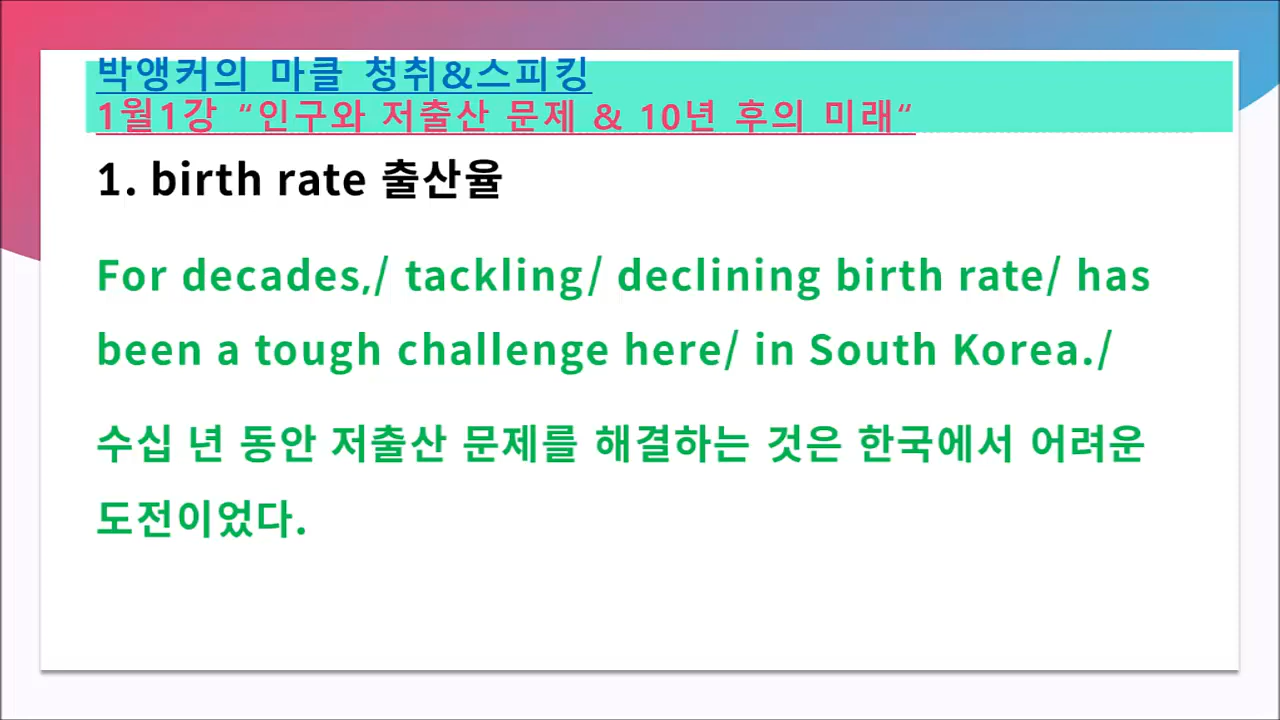 박앵커의 마클 청취&스피킹
1월1강 “인구와 저출산 문제 & 10년 후의 미래“
1. birth rate 출산율
For decades,/ tackling/ declining birth rate/ has
been a tough challenge here/ in South Korea./
수십 년 동안 저출산 문제를 해결하는 것은 한국에서 어려운
도전이었다.